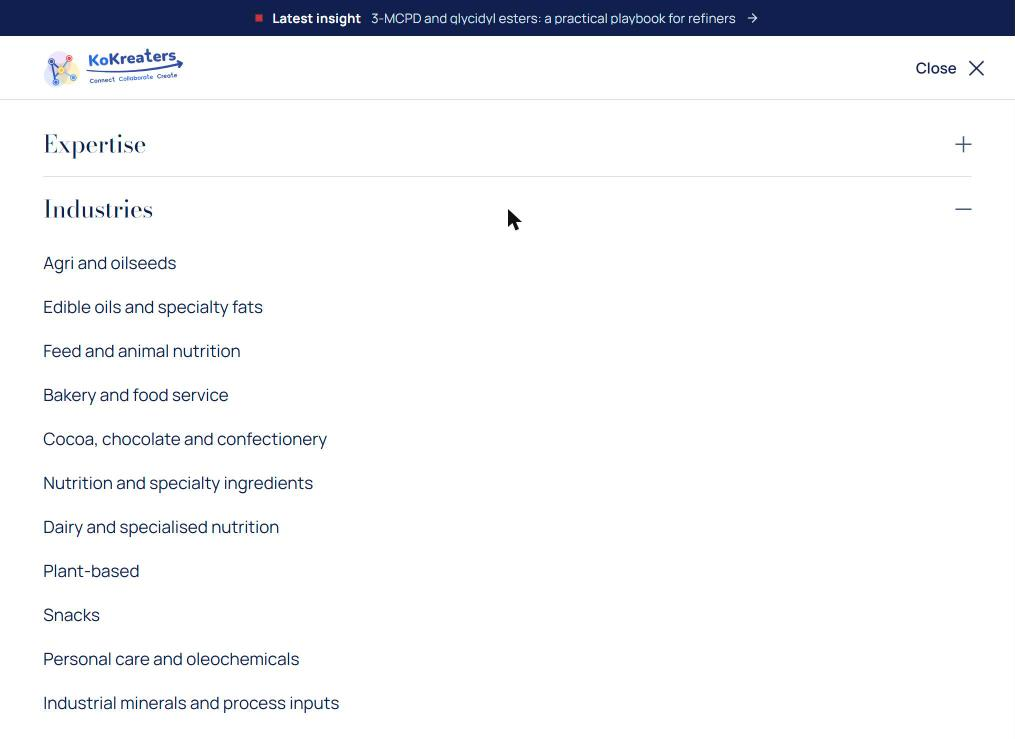 Latest insight 3-MCPD and glycidyl esters: a practical playbook for refiners →
KoKreaters
Connect Collaborate Create
Close
Expertise
Industries
Agri and oilseeds
Edible oils and specialty fats
Feed and animal nutrition
Bakery and food service
Cocoa, chocolate and confectionery
Nutrition and specialty ingredients
Dairy and specialised nutrition
Plant-based
Snacks
Personal care and oleochemicals
Industrial minerals and process inputs